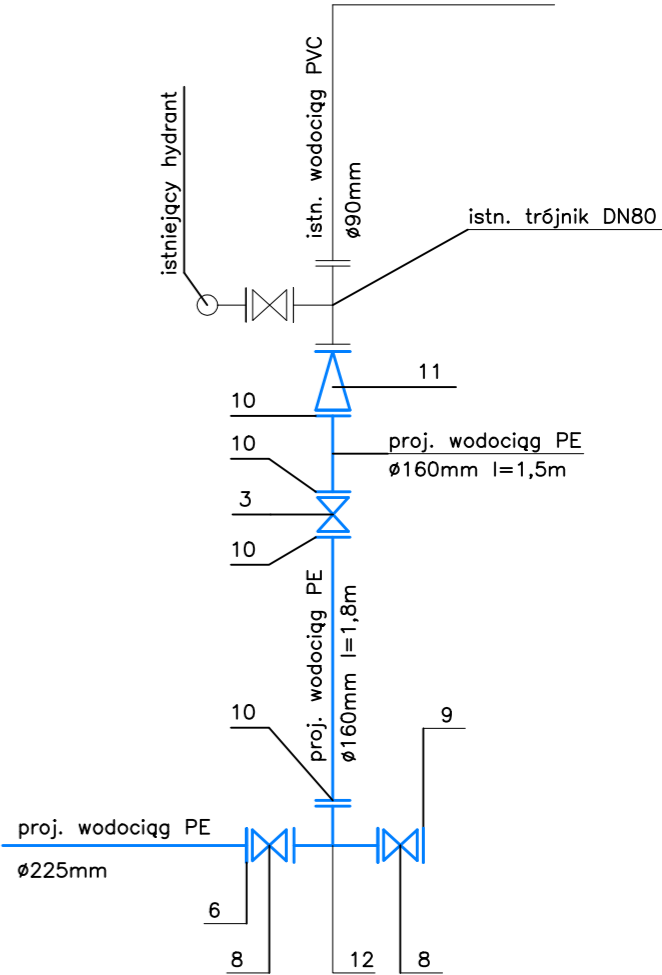 istniejący hydrant
istn. wodociąg PVC
ø90mm
istn. trójnik DN80
11
10
proj. wodociąg PE
ø160mm l=1,5m
10
3
10
proj. wodociąg PE
ø160mm l=1,8m
10
9
proj. wodociąg PE
ø225mm
6
8
12
8